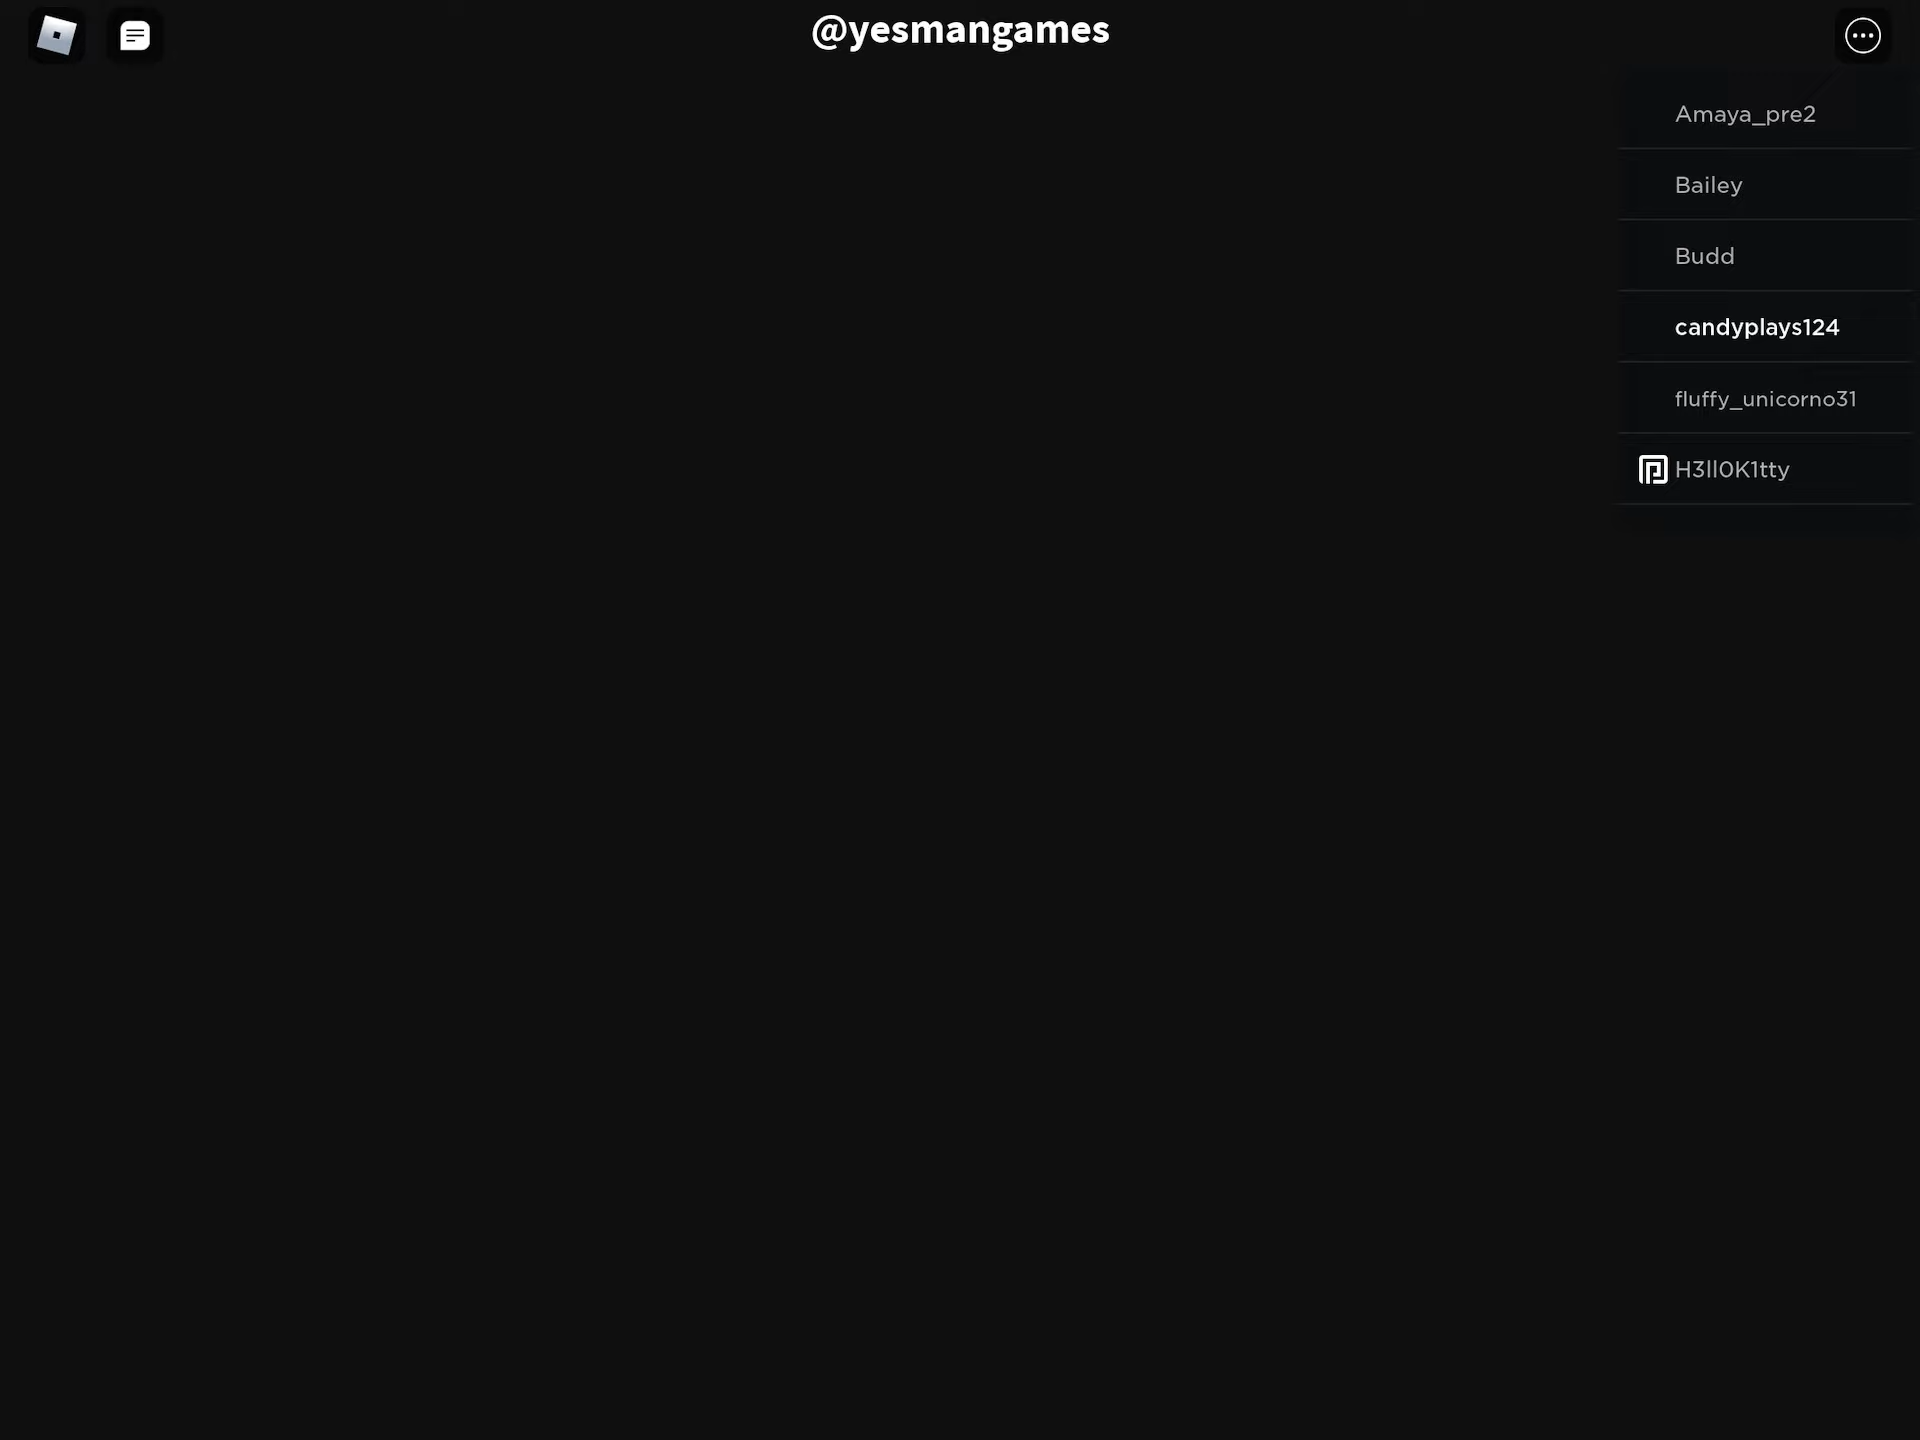 @yesmangames
Amaya_pre2
Bailey
Budd
candyplays124
fluffy_unicorno31
H3ll0K1tty